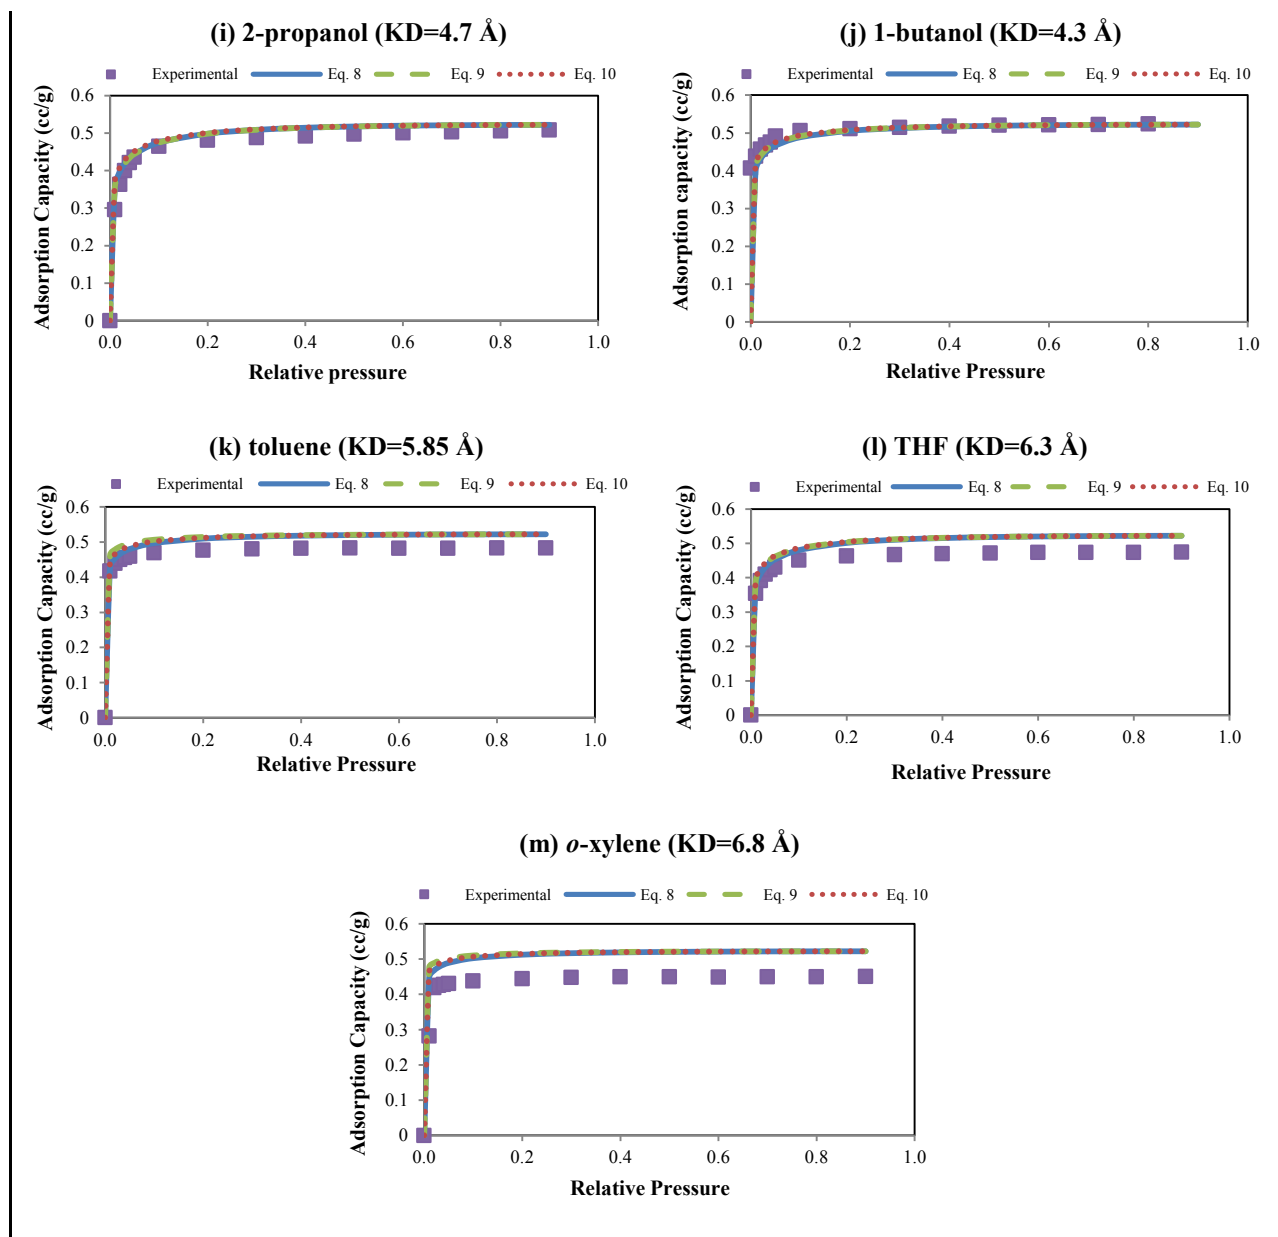 (i) 2-propanol (KD=4.7 Å)
Experimental Eq. 8 Eq. 9 Eq. 10
Adsorption Capacity (cc/g)
0.6
0.5
0.4
0.3
0.2
0.1
0
0.0 0.2 0.4 0.6 0.8 1.0
Relative pressure
(j) 1-butanol (KD=4.3 Å)
Experimental Eq. 8 Eq. 9 Eq. 10
Adsorption capacity (cc/g)
0.6
0.5
0.4
0.3
0.2
0.1
0
0.0 0.2 0.4 0.6 0.8 1.0
Relative Pressure
(k) toluene (KD=5.85 Å)
Experimental Eq. 8 Eq. 9 Eq. 10
Adsorption Capacity (cc/g)
0.6
0.5
0.4
0.3
0.2
0.1
0
0.0 0.2 0.4 0.6 0.8 1.0
Relative Pressure
(l) THF (KD=6.3 Å)
Experimental Eq. 8 Eq. 9 Eq. 10
Adsorption Capacity (cc/g)
0.6
0.5
0.4
0.3
0.2
0.1
0
0.0 0.2 0.4 0.6 0.8 1.0
Relative Pressure
(m) o-xylene (KD=6.8 Å)
Experimental Eq. 8 Eq. 9 Eq. 10
Adsorption Capacity (cc/g)
0.6
0.5
0.4
0.3
0.2
0.1
0
0.0 0.2 0.4 0.6 0.8 1.0
Relative Pressure